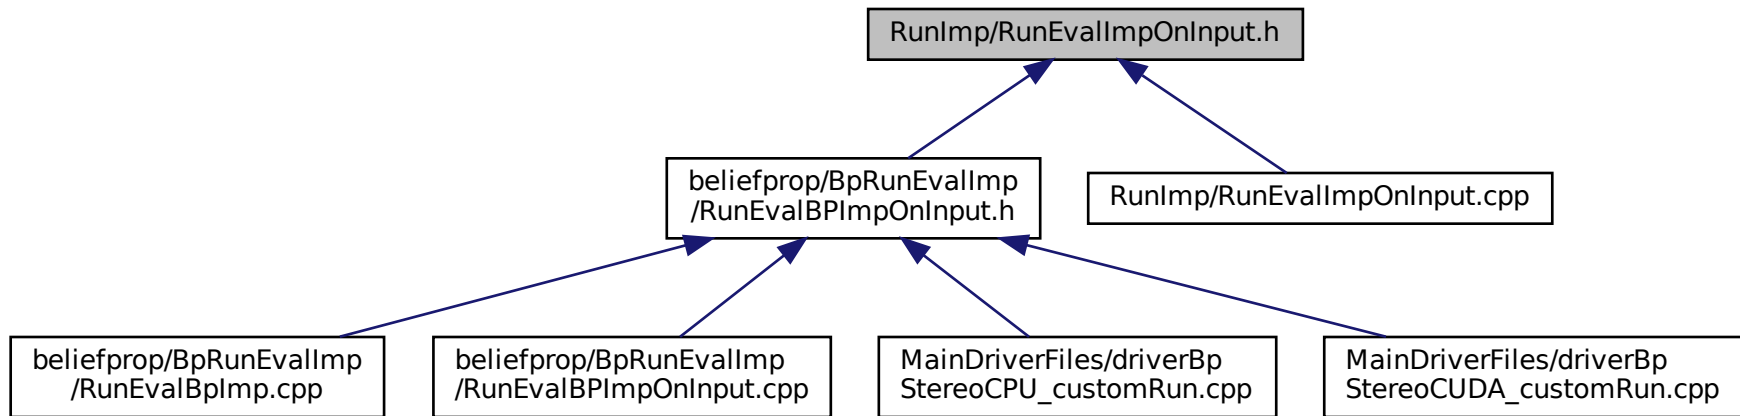 RunImp/RunEvalImpOnInput.h
beliefprop/BpRunEvalImp
/RunEvalBPImpOnInput.h
RunImp/RunEvalImpOnInput.cpp
beliefprop/BpRunEvalImp
/RunEvalBpImp.cpp
beliefprop/BpRunEvalImp
/RunEvalBPImpOnInput.cpp
MainDriverFiles/driverBp
StereoCPU_customRun.cpp
MainDriverFiles/driverBp
StereoCUDA_customRun.cpp